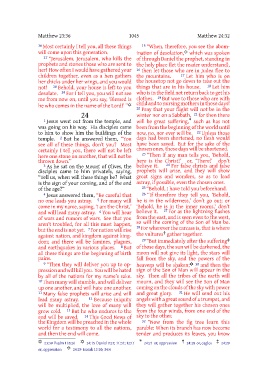 Matthew 23:36 1045 Matthew 24:32
36 Most certainly I tell you, all these things
will come upon this generation.
37 “Jerusalem, Jerusalem, who kills the
prophets and stones those who are sent to
her! How often I would have gathered your
children together, even as a hen gathers
her chicks under her wings, and you would
not! 38 Behold, your house is left to you
desolate. 39 For I tell you, you will not see
me from now on, until you say, ‘Blessed is
he who comes in the name of the Lord!’
24
1 Jesus went out from the temple, and
was going on his way. His disciples came
to him to show him the buildings of the
temple. 2 But he answered them, “You
see all of these things, don’t you? Most
certainly I tell you, there will not be left
here one stone on another, that will not be
thrown down.”
3 As he sat on the Mount of Olives, the
disciples came to him privately, saying,
“Tell us, when will these things be? What
is the sign of your coming, and of the end
of the age?”
4 Jesus answered them, “Be careful that
no one leads you astray. 5 For many will
come in my name, saying, ‘I am the Christ,’
and will lead many astray. 6 You will hear
of wars and rumors of wars. See that you
aren’t troubled, for all this must happen,
but the end is not yet. 7 For nation will rise
against nation, and kingdom against kingdom;
and there will be famines, plagues,
and earthquakes in various places. 8 But
all these things are the beginning of birth
pains.
9 “Then they will deliver you up to oppression
and will kill you. You will be hated
by all of the nations for my name’s sake.
10 Then many will stumble, and will deliver
up one another, and will hate one another.
11 Many false prophets will arise and will
lead many astray. 12 Because iniquity
will be multiplied, the love of many will
grow cold. 13 But he who endures to the
end will be saved. 14 This Good News of
the Kingdom will be preached in the whole
world for a testimony to all the nations,
and then the end will come.
15 “When, therefore, you see the abomination
of desolation, which was spoken
of through Daniel the prophet, standing in
the holy place (let the reader understand),
16 then let those who are in Judea flee to
the mountains. 17 Let him who is on
the housetop not go down to take out the
things that are in his house. 18 Let him
who is in the field not return back to get his
clothes. 19 But woe to those who are with
child and to nursing mothers in those days!
20 Pray that your flight will not be in the
winter nor on a Sabbath, 21 for then there
will be great suffering, such as has not
been from the beginning of the world until
now, no, nor ever will be. 22 Unless those
days had been shortened, no flesh would
have been saved. But for the sake of the
chosen ones, those days will be shortened.
23 “Then if any man tells you, ‘Behold,
here is the Christ!’ or, ‘There!’ don’t
believe it. 24 For false christs and false
prophets will arise, and they will show
great signs and wonders, so as to lead
astray, if possible, even the chosen ones.
25 “Behold, I have told you beforehand.
26 “If therefore they tell you, ‘Behold,
he is in the wilderness,’ don’t go out; or
‘Behold, he is in the inner rooms,’ don’t
believe it. 27 For as the lightning flashes
from the east, and is seen even to the west,
so will the coming of the Son of Man be.
28 For wherever the carcass is, that is where
the vultures gather together.
29 “But immediately after the suffering
of those days, the sun will be darkened, the
moon will not give its light, the stars will
fall from the sky, and the powers of the
heavens will be shaken; 30 and then the
sign of the Son of Man will appear in the
sky. Then all the tribes of the earth will
mourn, and they will see the Son of Man
coming on the clouds of the sky with power
and great glory. 31 He will send out his
angels with a great sound of a trumpet, and
they will gather together his chosen ones
from the four winds, from one end of the
sky to the other.
32 “Now from the fig tree learn this
parable: When its branch has now become
tender and produces its leaves, you know